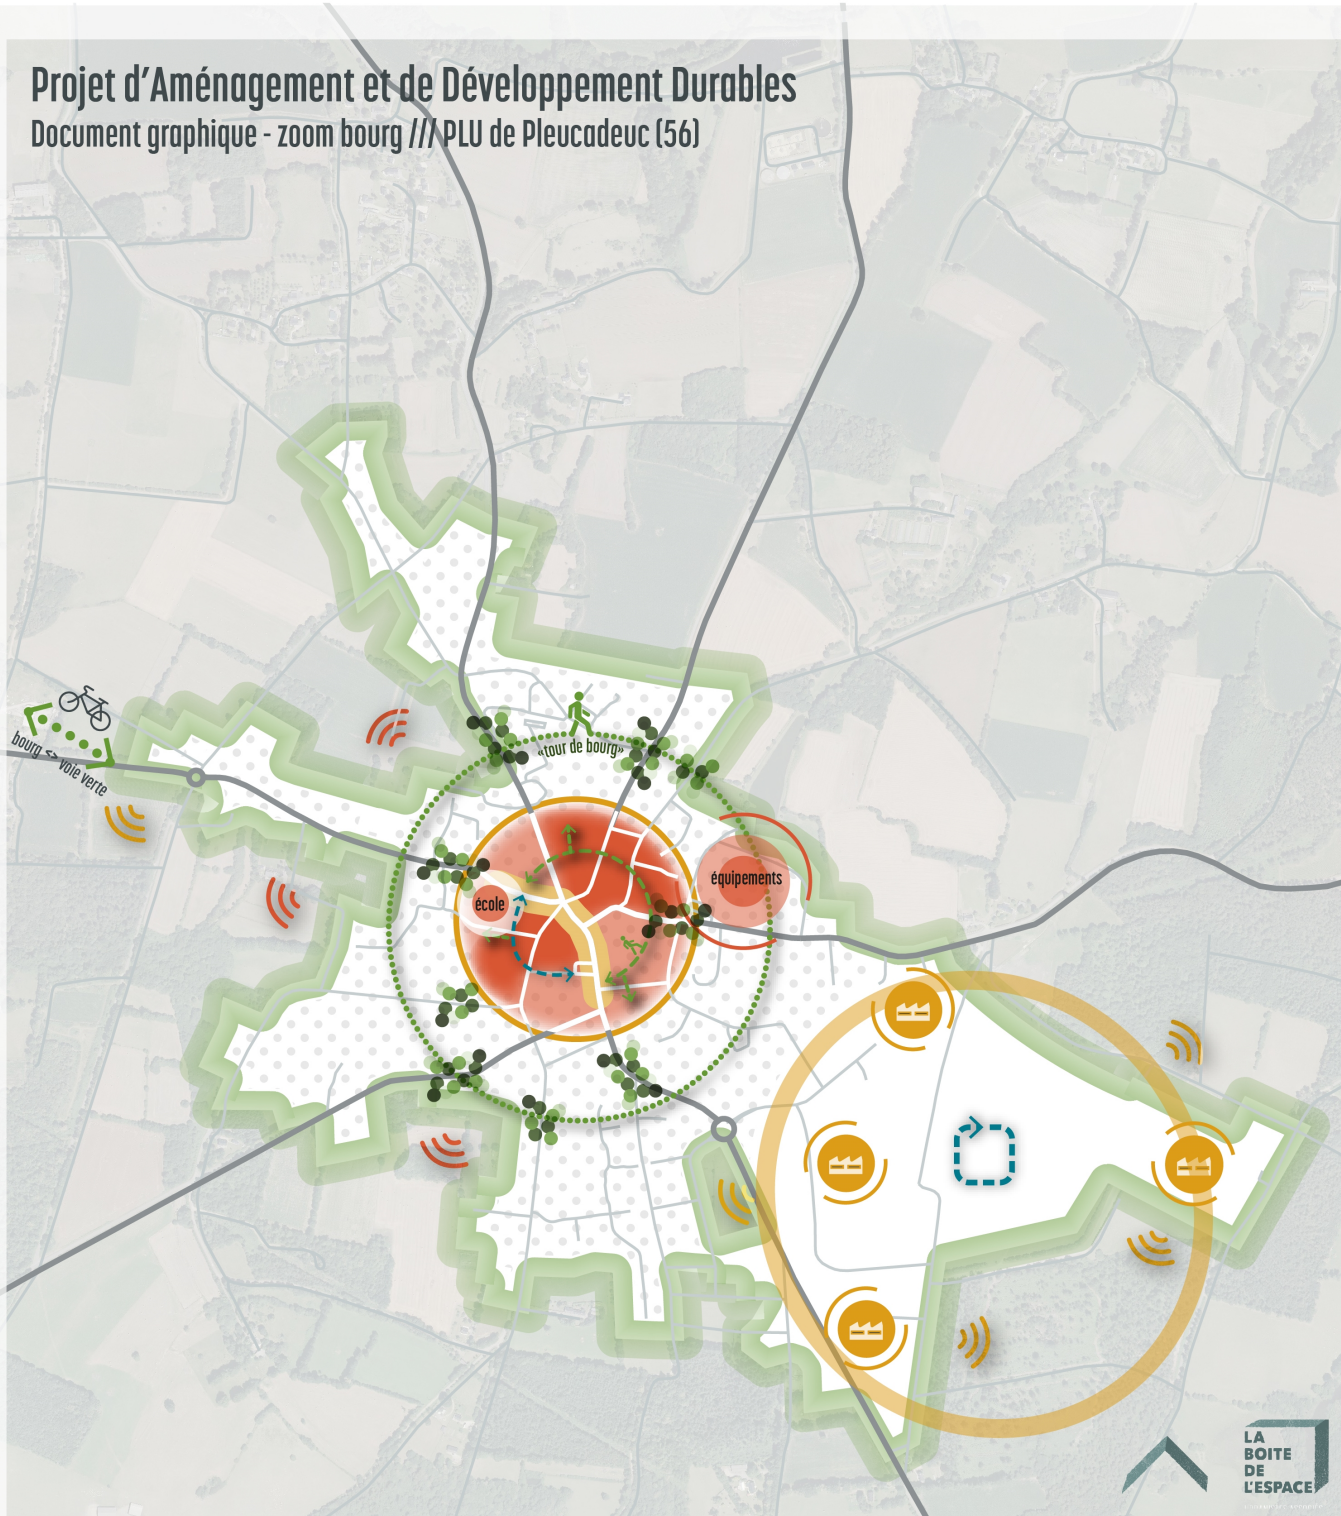 Projet d'Aménagement et de Développement Durables
Document graphique - zoom bourg /// PLU de Pleucadeuc (56)
bourg <> voie verte
«tour de bourg»
école
équipements
LA
BOITE
DE
L'ESPACE